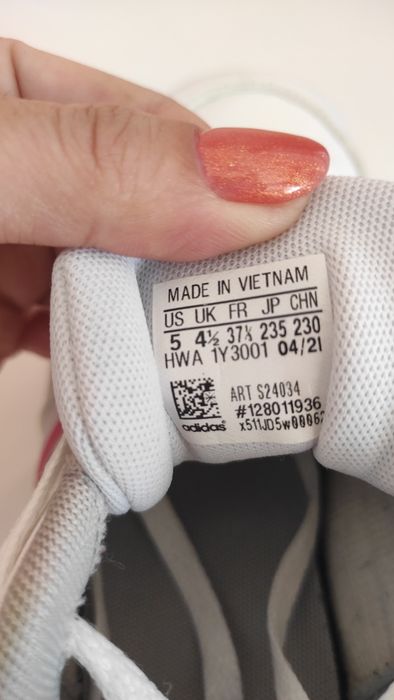 MADE IN VIETNAM
US UK FR JP CHN
5 4½ 37⅓ 235 230
HWA 1Y3001 04/21
ART S24034
#128011936
adidas x511JD5w00062